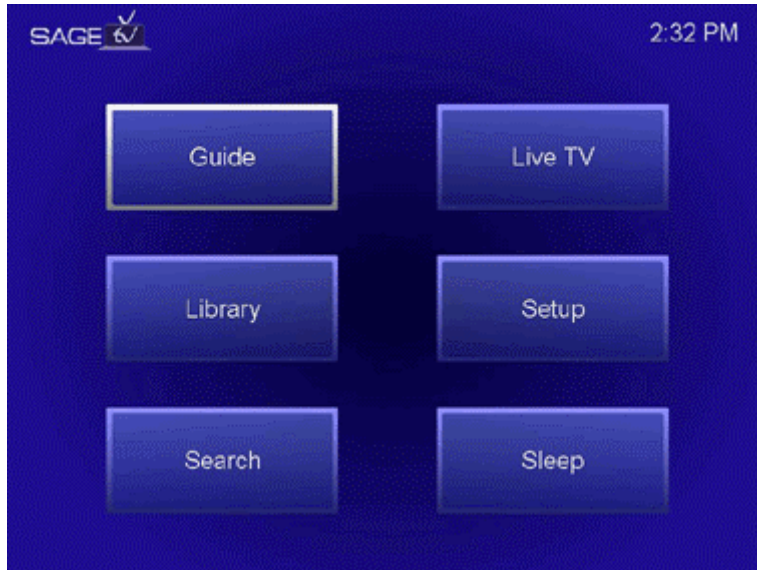 SAGE tv
2:32 PM
Guide
Live TV
Library
Setup
Search
Sleep